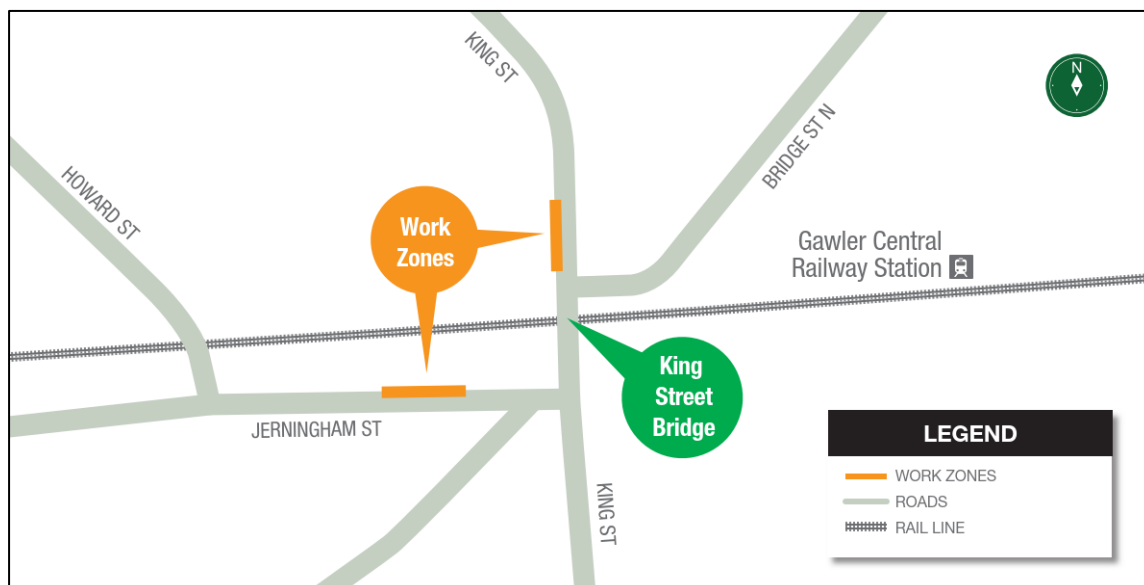 KING ST
N
BRIDGE ST N
HOWARD ST
Work
Zones
Gawler Central
Railway Station
King
Street
Bridge
JERNINGHAM ST
KING ST
LEGEND
WORK ZONES
ROADS
RAIL LINE